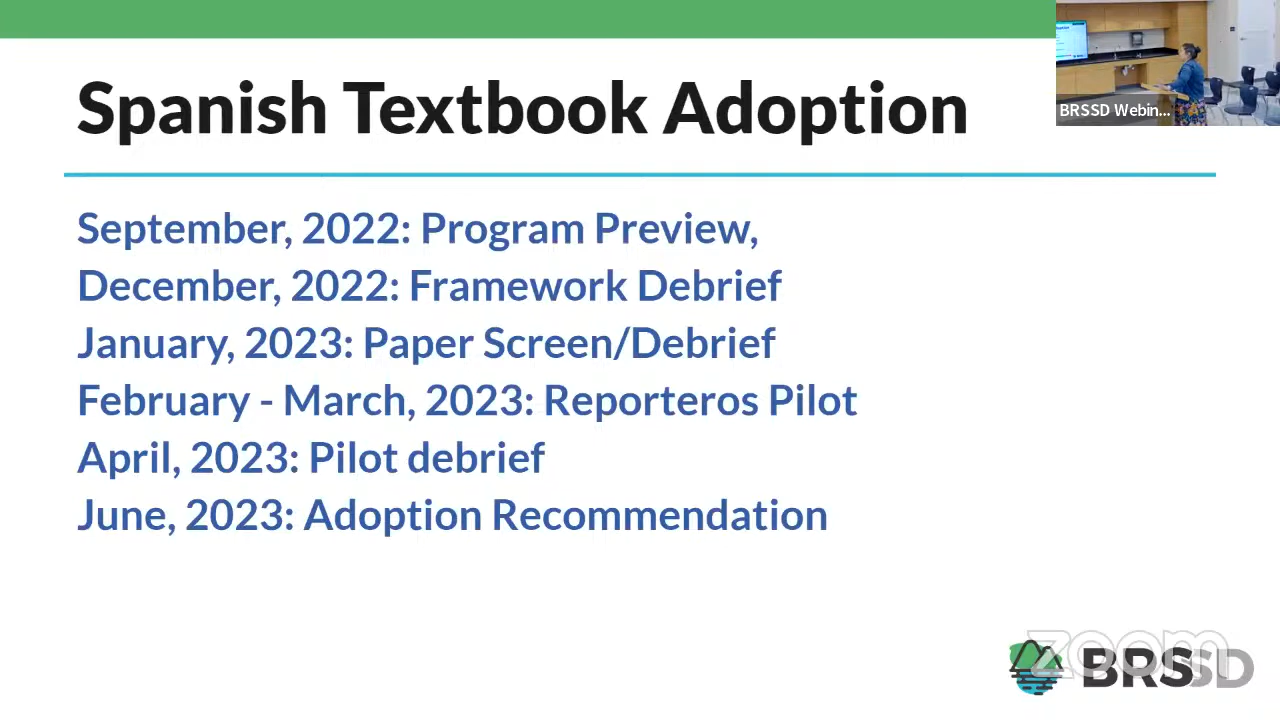 Spanish Textbook Adoption
BRSSD Webin...
September, 2022: Program Preview,
December, 2022: Framework Debrief
January, 2023: Paper Screen/Debrief
February - March, 2023: Reporteros Pilot
April, 2023: Pilot debrief
June, 2023: Adoption Recommendation
zoom
BRSSD